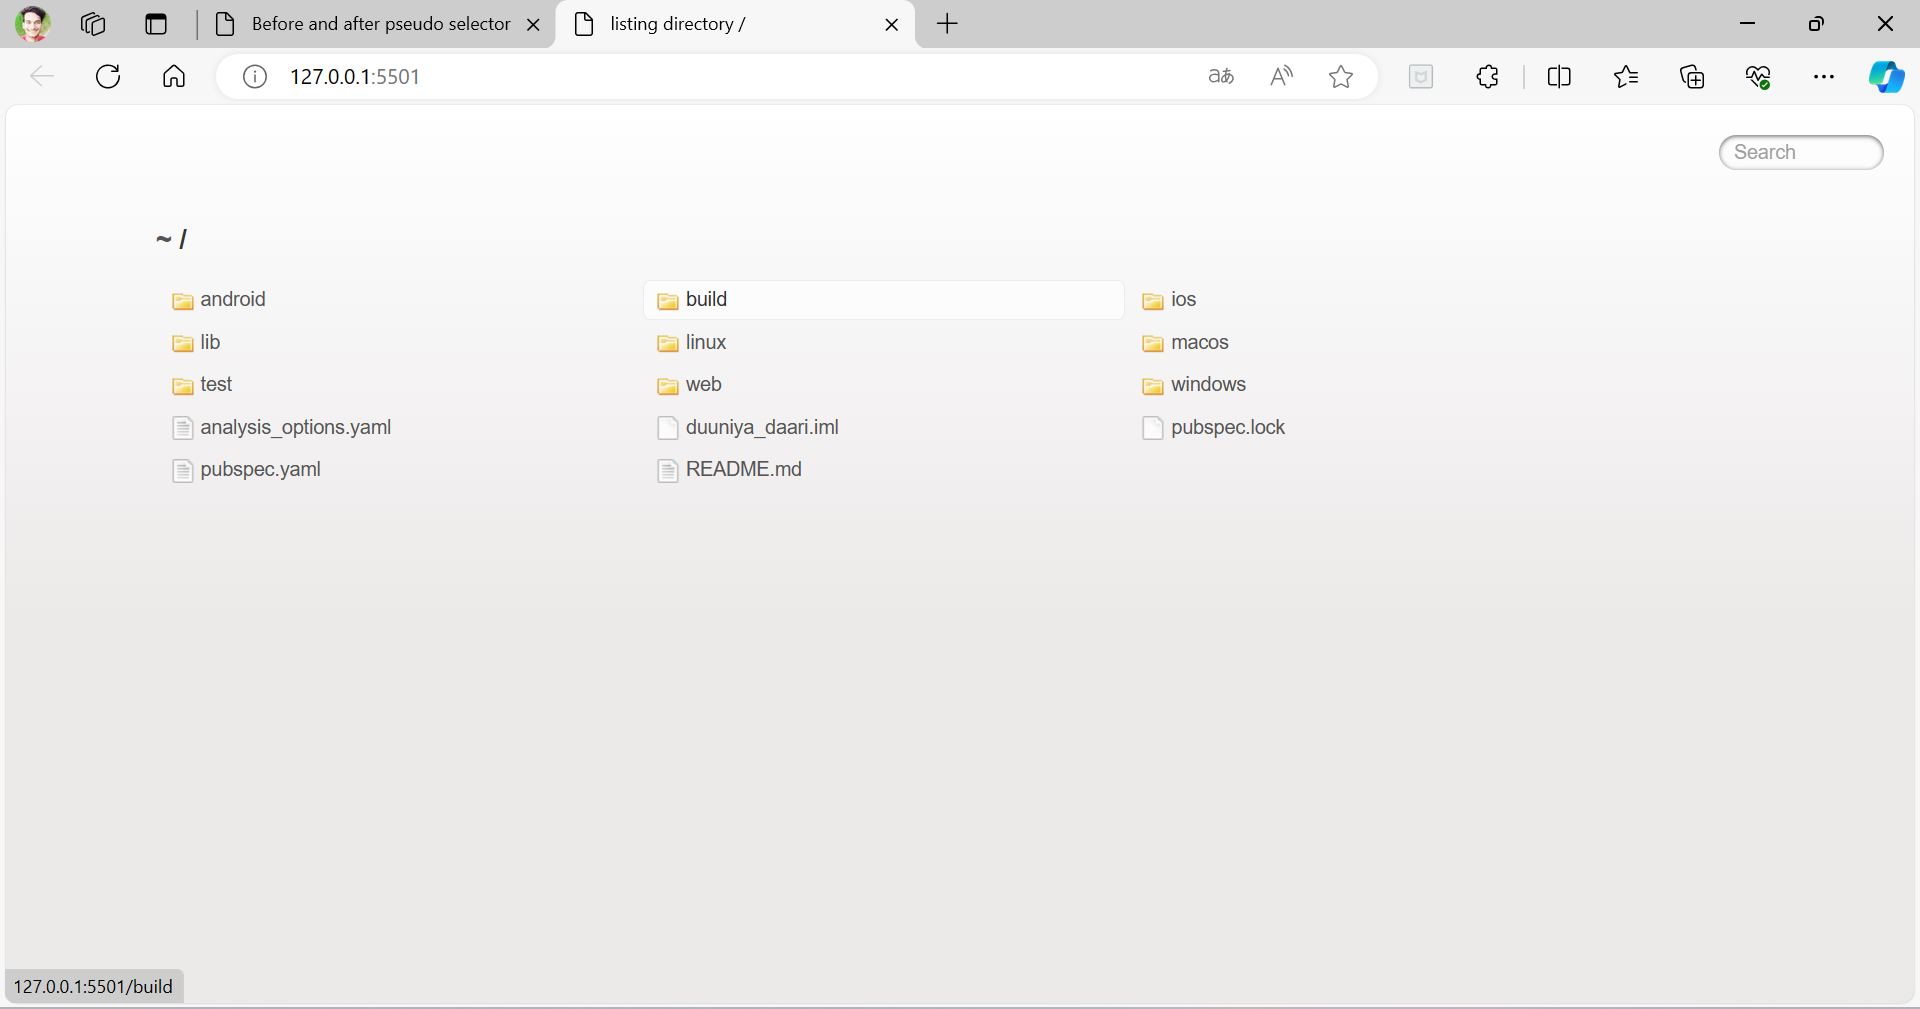 Before and after pseudo selector
listing directory /
127.0.0.1:5501
aあ
Search
~ /
android
build
ios
lib
linux
macos
test
web
windows
analysis_options.yaml
duuniya_daari.iml
pubspec.lock
pubspec.yaml
README.md
127.0.0.1:5501/build